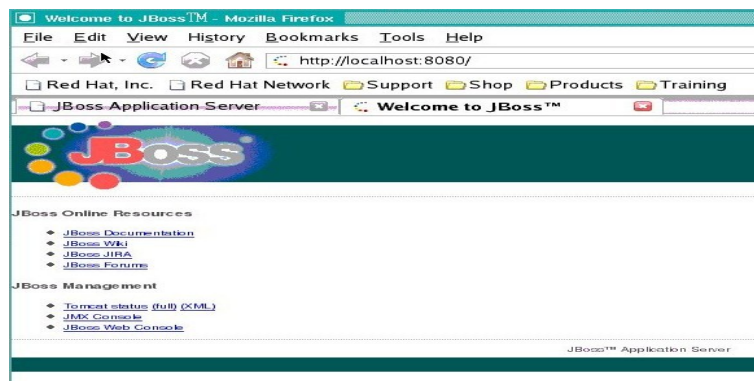 Welcome to JBoss™ - Mozilla Firefox
File Edit View History Bookmarks Tools Help
http://localhost:8080/
Red Hat, Inc. Red Hat Network Support Shop Products Training
JBoss Application Server Welcome to JBoss™
JBoss
JBoss Online Resources
JBoss Documentation
JBoss Wiki
JBoss JIRA
JBoss Forums
JBoss Management
Tomcat status (full) (XML)
JMX Console
JBoss Web Console
JBoss™ Application Server